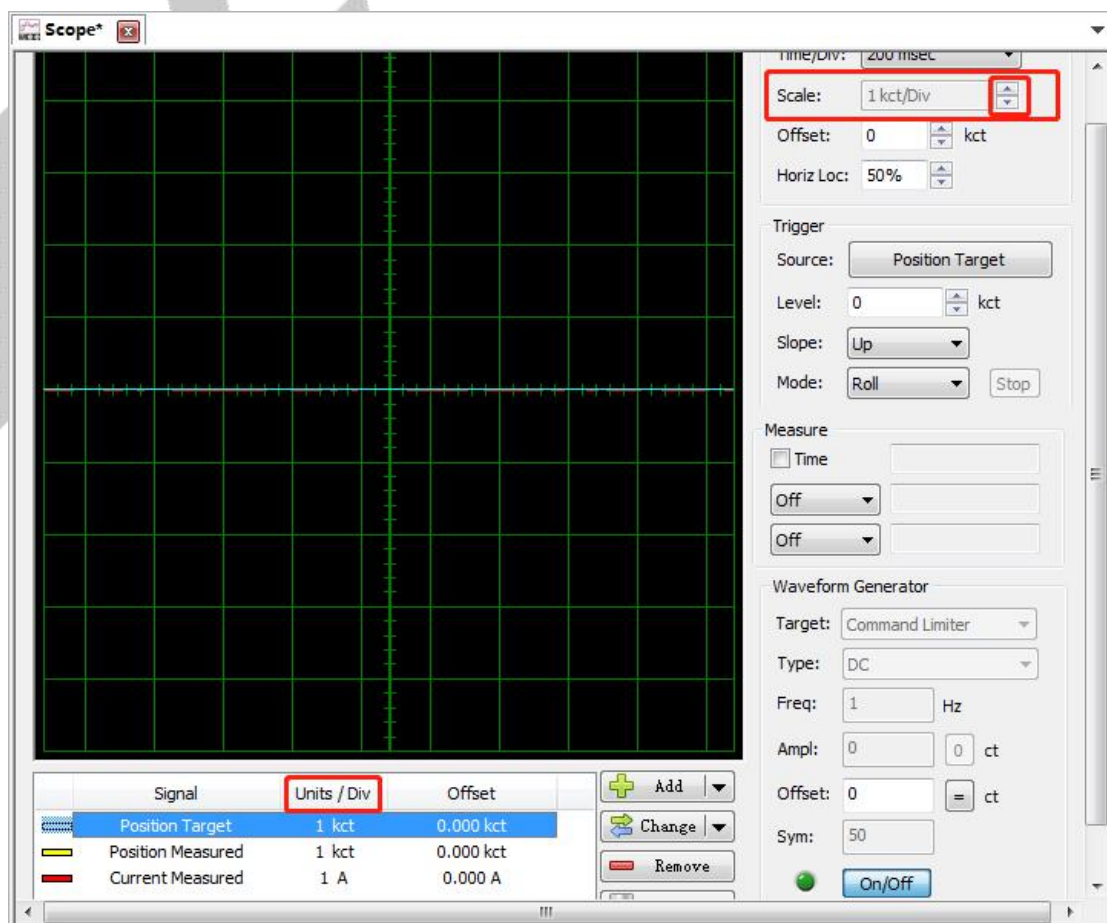 Scope*
Time/Div: 200 msec
Scale: 1 kct/Div
Offset: 0 kct
Horiz Loc: 50%
Trigger
Source: Position Target
Level: 0 kct
Slope: Up
Mode: Roll Stop
Measure
Time
Off
Off
Waveform Generator
Target: Command Limiter
Type: DC
Freq: 1 Hz
Ampl: 0 0 ct
Offset: 0 = ct
Sym: 50
On/Off
Signal Units / Div Offset
Position Target 1 kct 0.000 kct
Position Measured 1 kct 0.000 kct
Current Measured 1 A 0.000 A
Add
Change
Remove